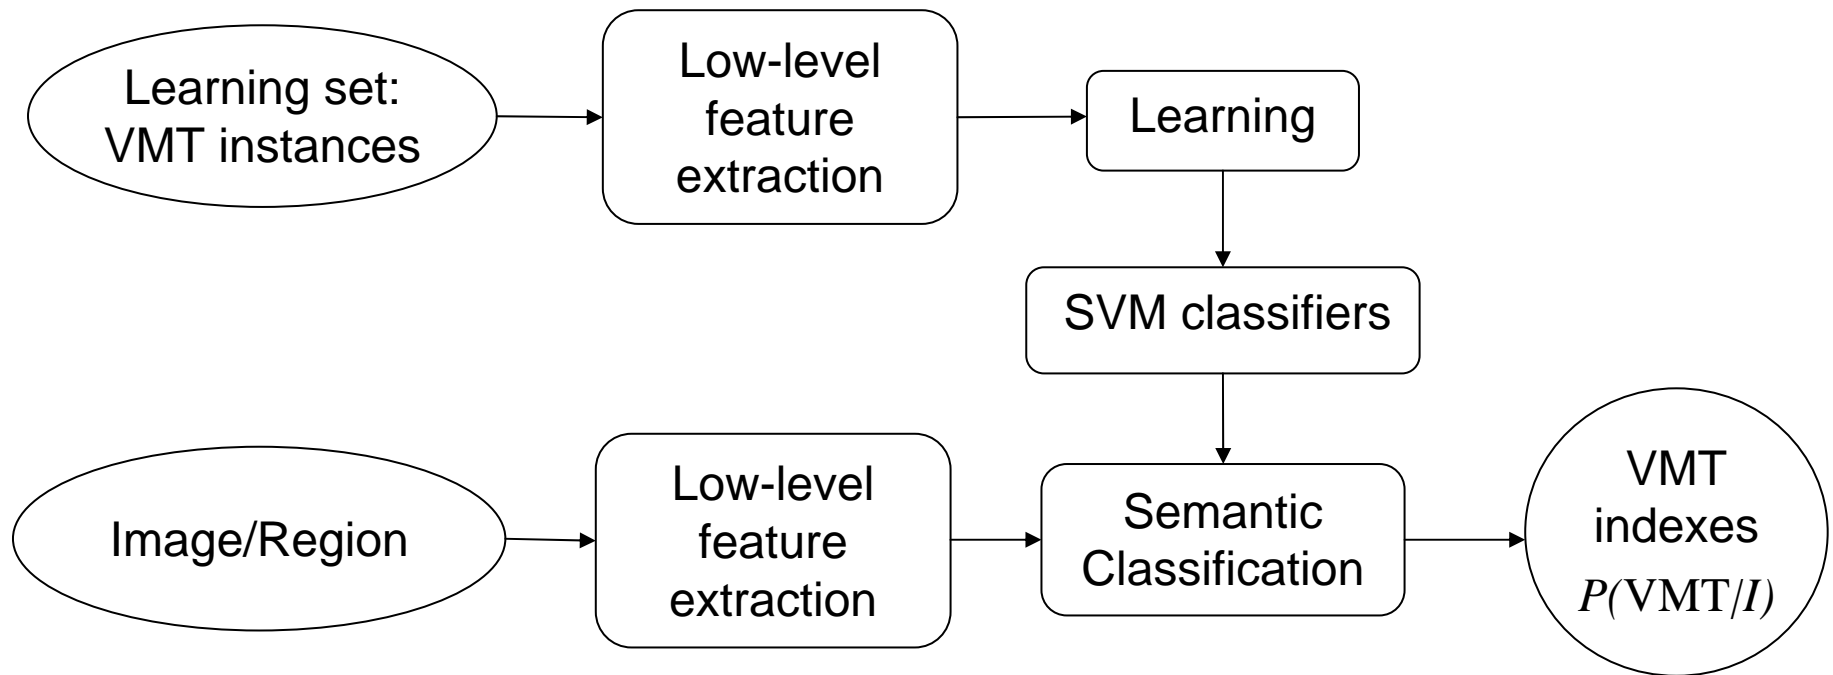 Learning set:
VMT instances
Low-level
feature
extraction
Learning
SVM classifiers
Image/Region
Low-level
feature
extraction
Semantic
Classification
VMT
indexes
P(VMT/I)